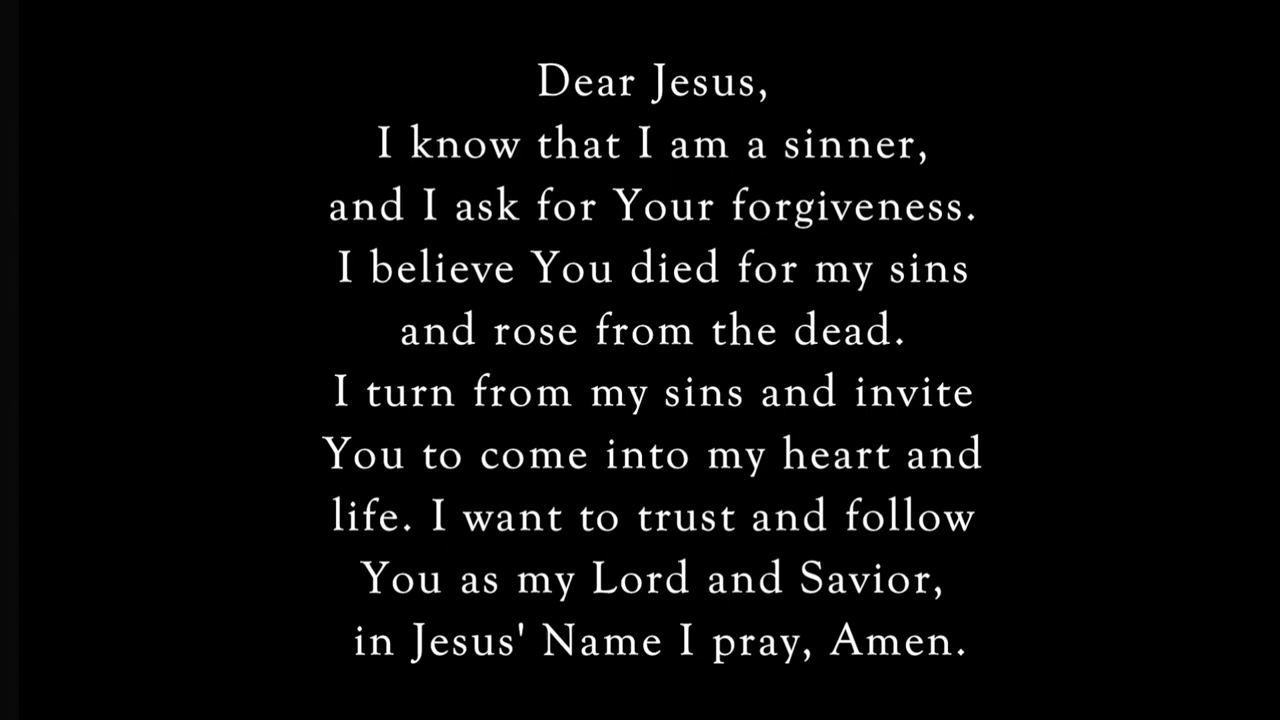 Dear Jesus,
I know that I am a sinner,
and I ask for Your forgiveness.
I believe You died for my sins
and rose from the dead.
I turn from my sins and invite
You to come into my heart and
life. I want to trust and follow
You as my Lord and Savior,
in Jesus' Name I pray, Amen.